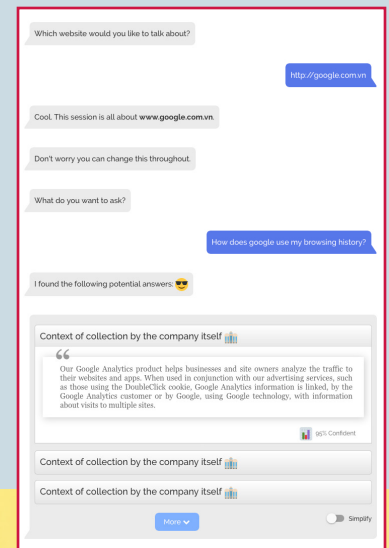 Which website would you like to talk about?
http://google.com.vn
Cool. This session is all about www.google.com.vn.
Don't worry you can change this throughout.
What do you want to ask?
How does google use my browsing history?
I found the following potential answers:
Context of collection by the company itself
“
Our Google Analytics product helps businesses and site owners analyze the traffic to
their websites and apps. When used in conjunction with our advertising services, such
as those using the DoubleClick cookie, Google Analytics information is linked, by the
Google Analytics customer or by Google, using Google technology, with information
about visits to multiple sites.
95% Confident
Context of collection by the company itself
Context of collection by the company itself
More
Simplify